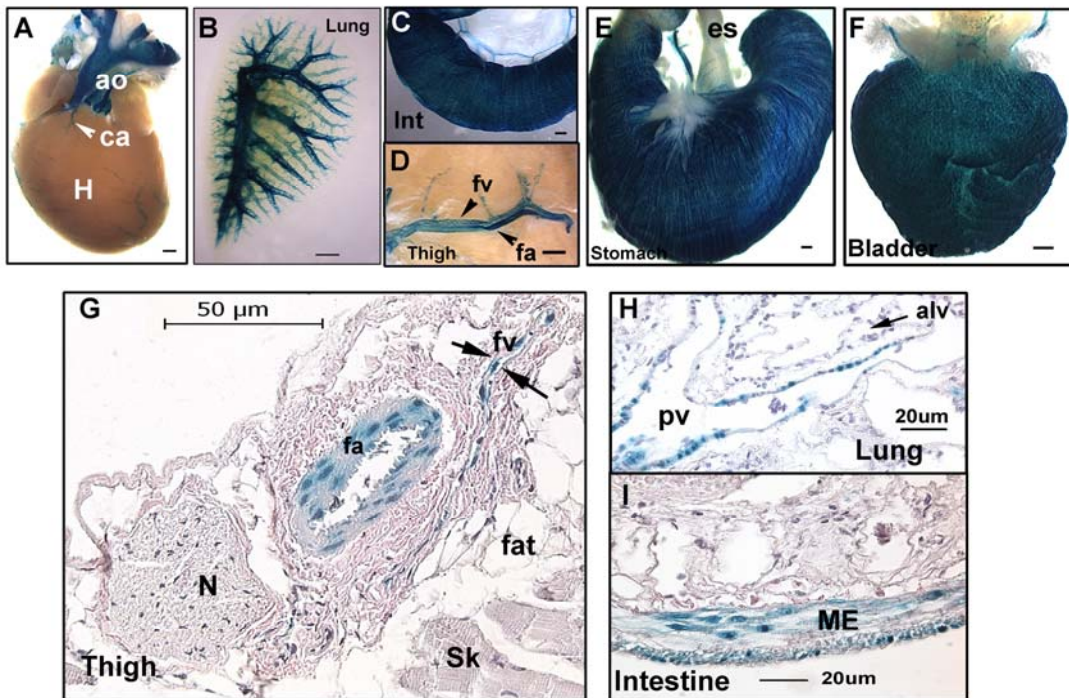 A
ao
ca
H
B
Lung
C
Int
D
fv
fa
Thigh
E
es
Stomach
F
Bladder
G
50 µm
fv
fa
fat
N
Sk
Thigh
H
alv
pv
20um
Lung
I
ME
Intestine
20um